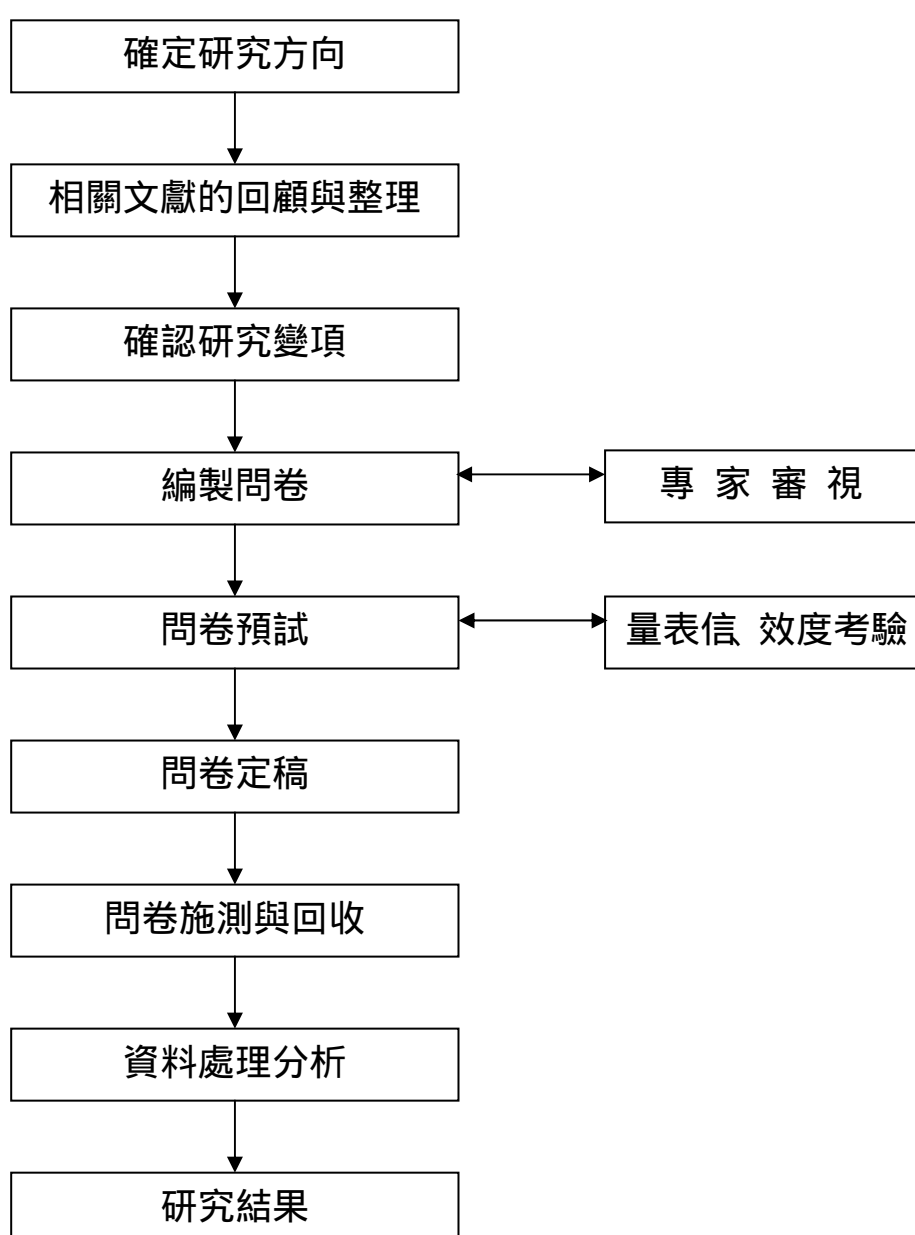 確定研究方向
相關文獻的回顧與整理
確認研究變項
編製問卷
專 家 審 視
問卷預試
量表信、效度考驗
問卷定稿
問卷施測與回收
資料處理分析
研究結果